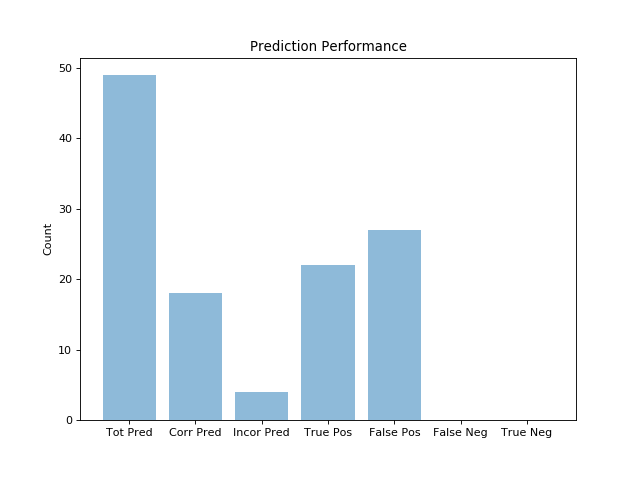 Prediction Performance
50
40
30
20
10
0
Count
Tot Pred Corr Pred Incor Pred True Pos False Pos False Neg True Neg